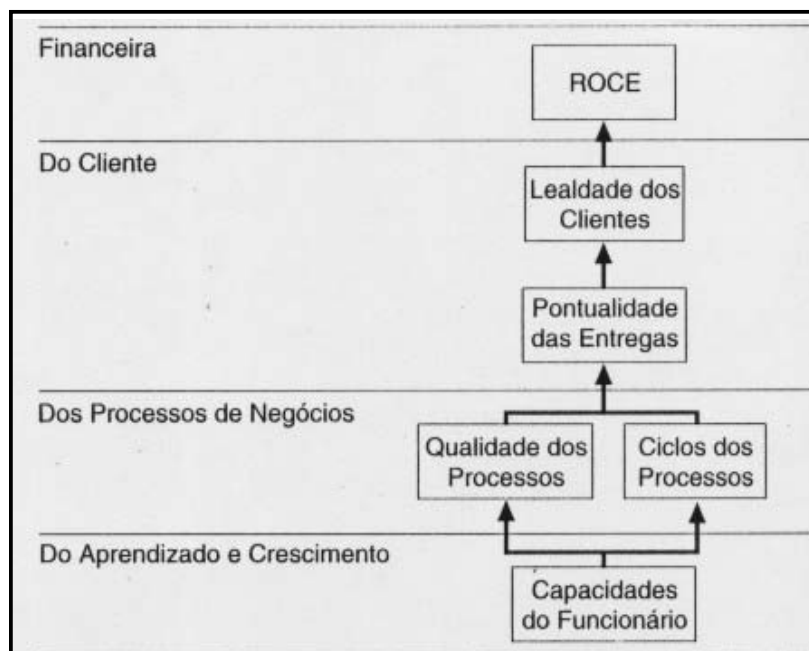 Financeira
ROCE
Do Cliente
Lealdade dos
Clientes
Pontualidade
das Entregas
Dos Processos de Negócios
Qualidade dos
Processos
Ciclos dos
Processos
Do Aprendizado e Crescimento
Capacidades
do Funcionário